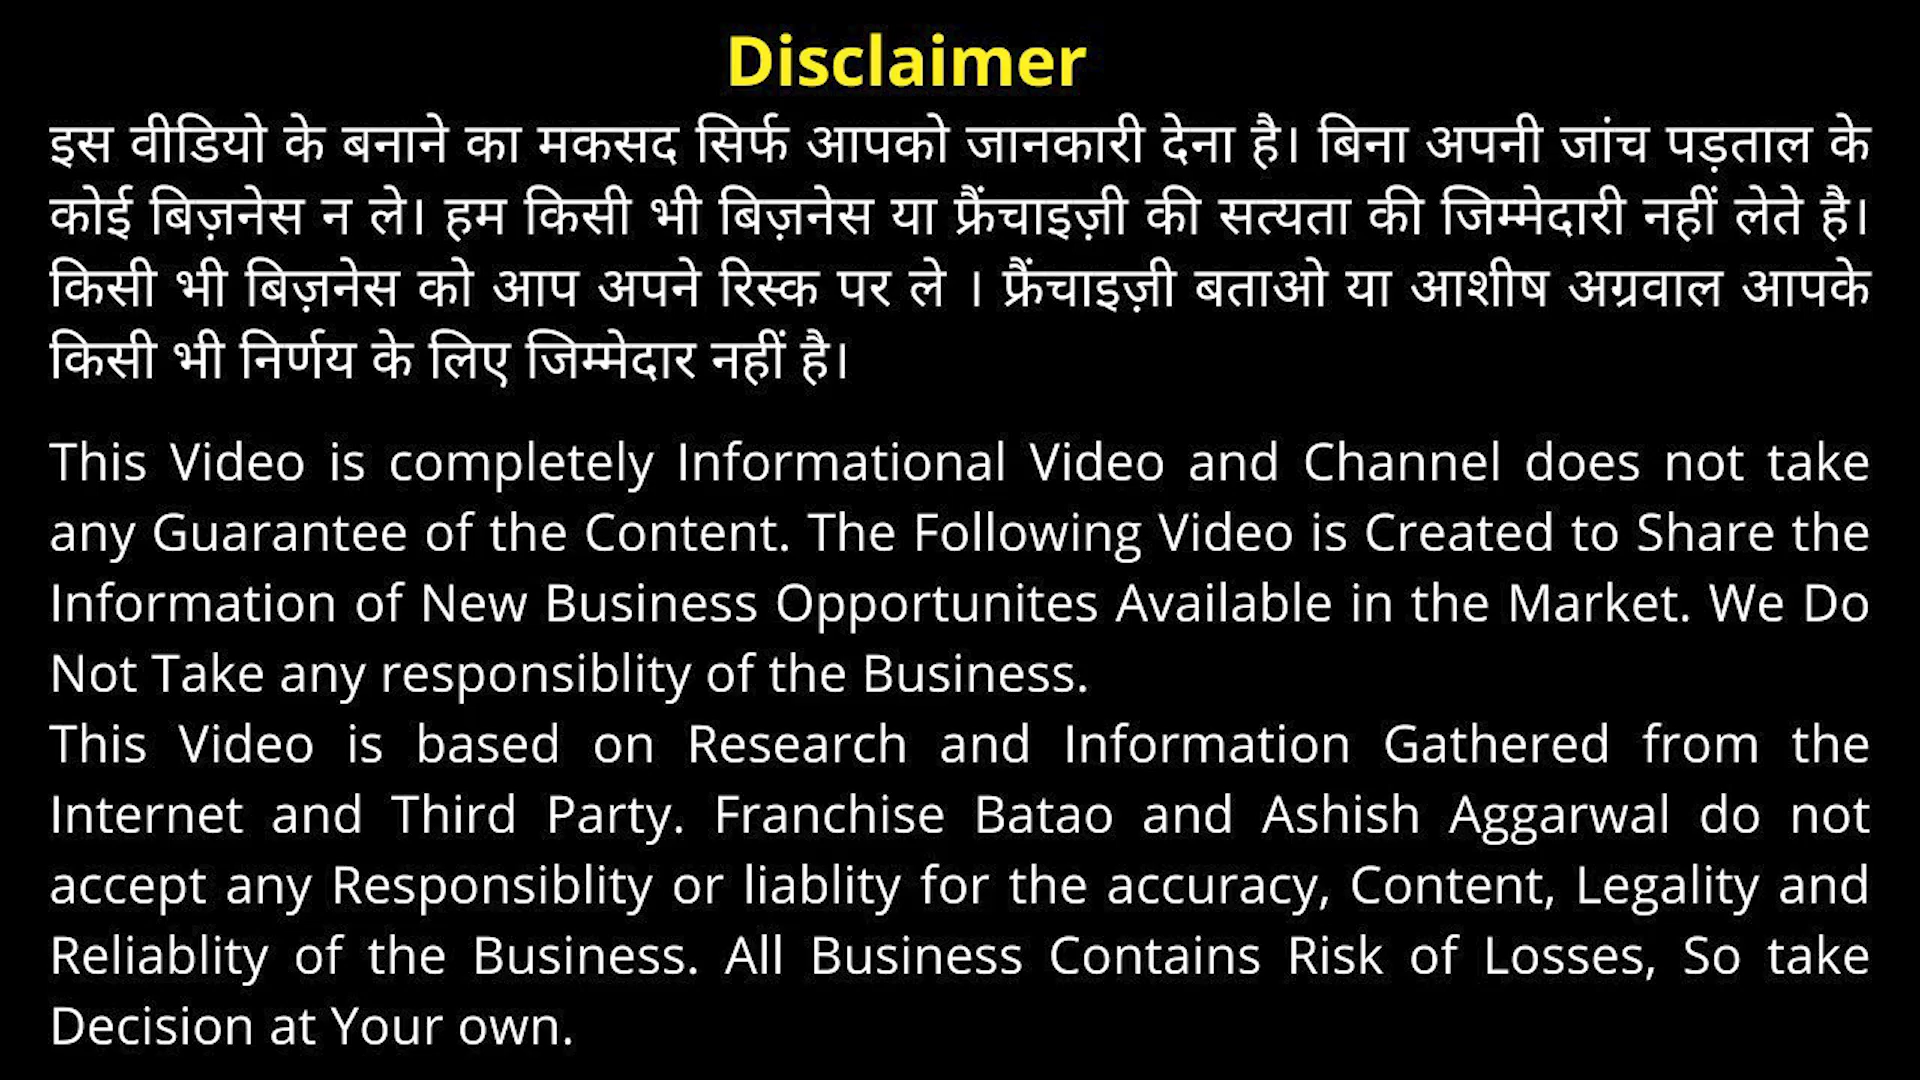 Disclaimer
इस वीडियो के बनाने का मकसद सिर्फ आपको जानकारी देना है। बिना अपनी जांच पड़ताल के
कोई बिज़नेस न ले। हम किसी भी बिज़नेस या फ्रैंचाइज़ी की सत्यता की जिम्मेदारी नहीं लेते है।
किसी भी बिज़नेस को आप अपने रिस्क पर ले । फ्रैंचाइज़ी बताओ या आशीष अग्रवाल आपके
किसी भी निर्णय के लिए जिम्मेदार नहीं है।
This Video is completely Informational Video and Channel does not take
any Guarantee of the Content. The Following Video is Created to Share the
Information of New Business Opportunites Available in the Market. We Do
Not Take any responsiblity of the Business.
This Video is based on Research and Information Gathered from the
Internet and Third Party. Franchise Batao and Ashish Aggarwal do not
accept any Responsiblity or liablity for the accuracy, Content, Legality and
Reliablity of the Business. All Business Contains Risk of Losses, So take
Decision at Your own.